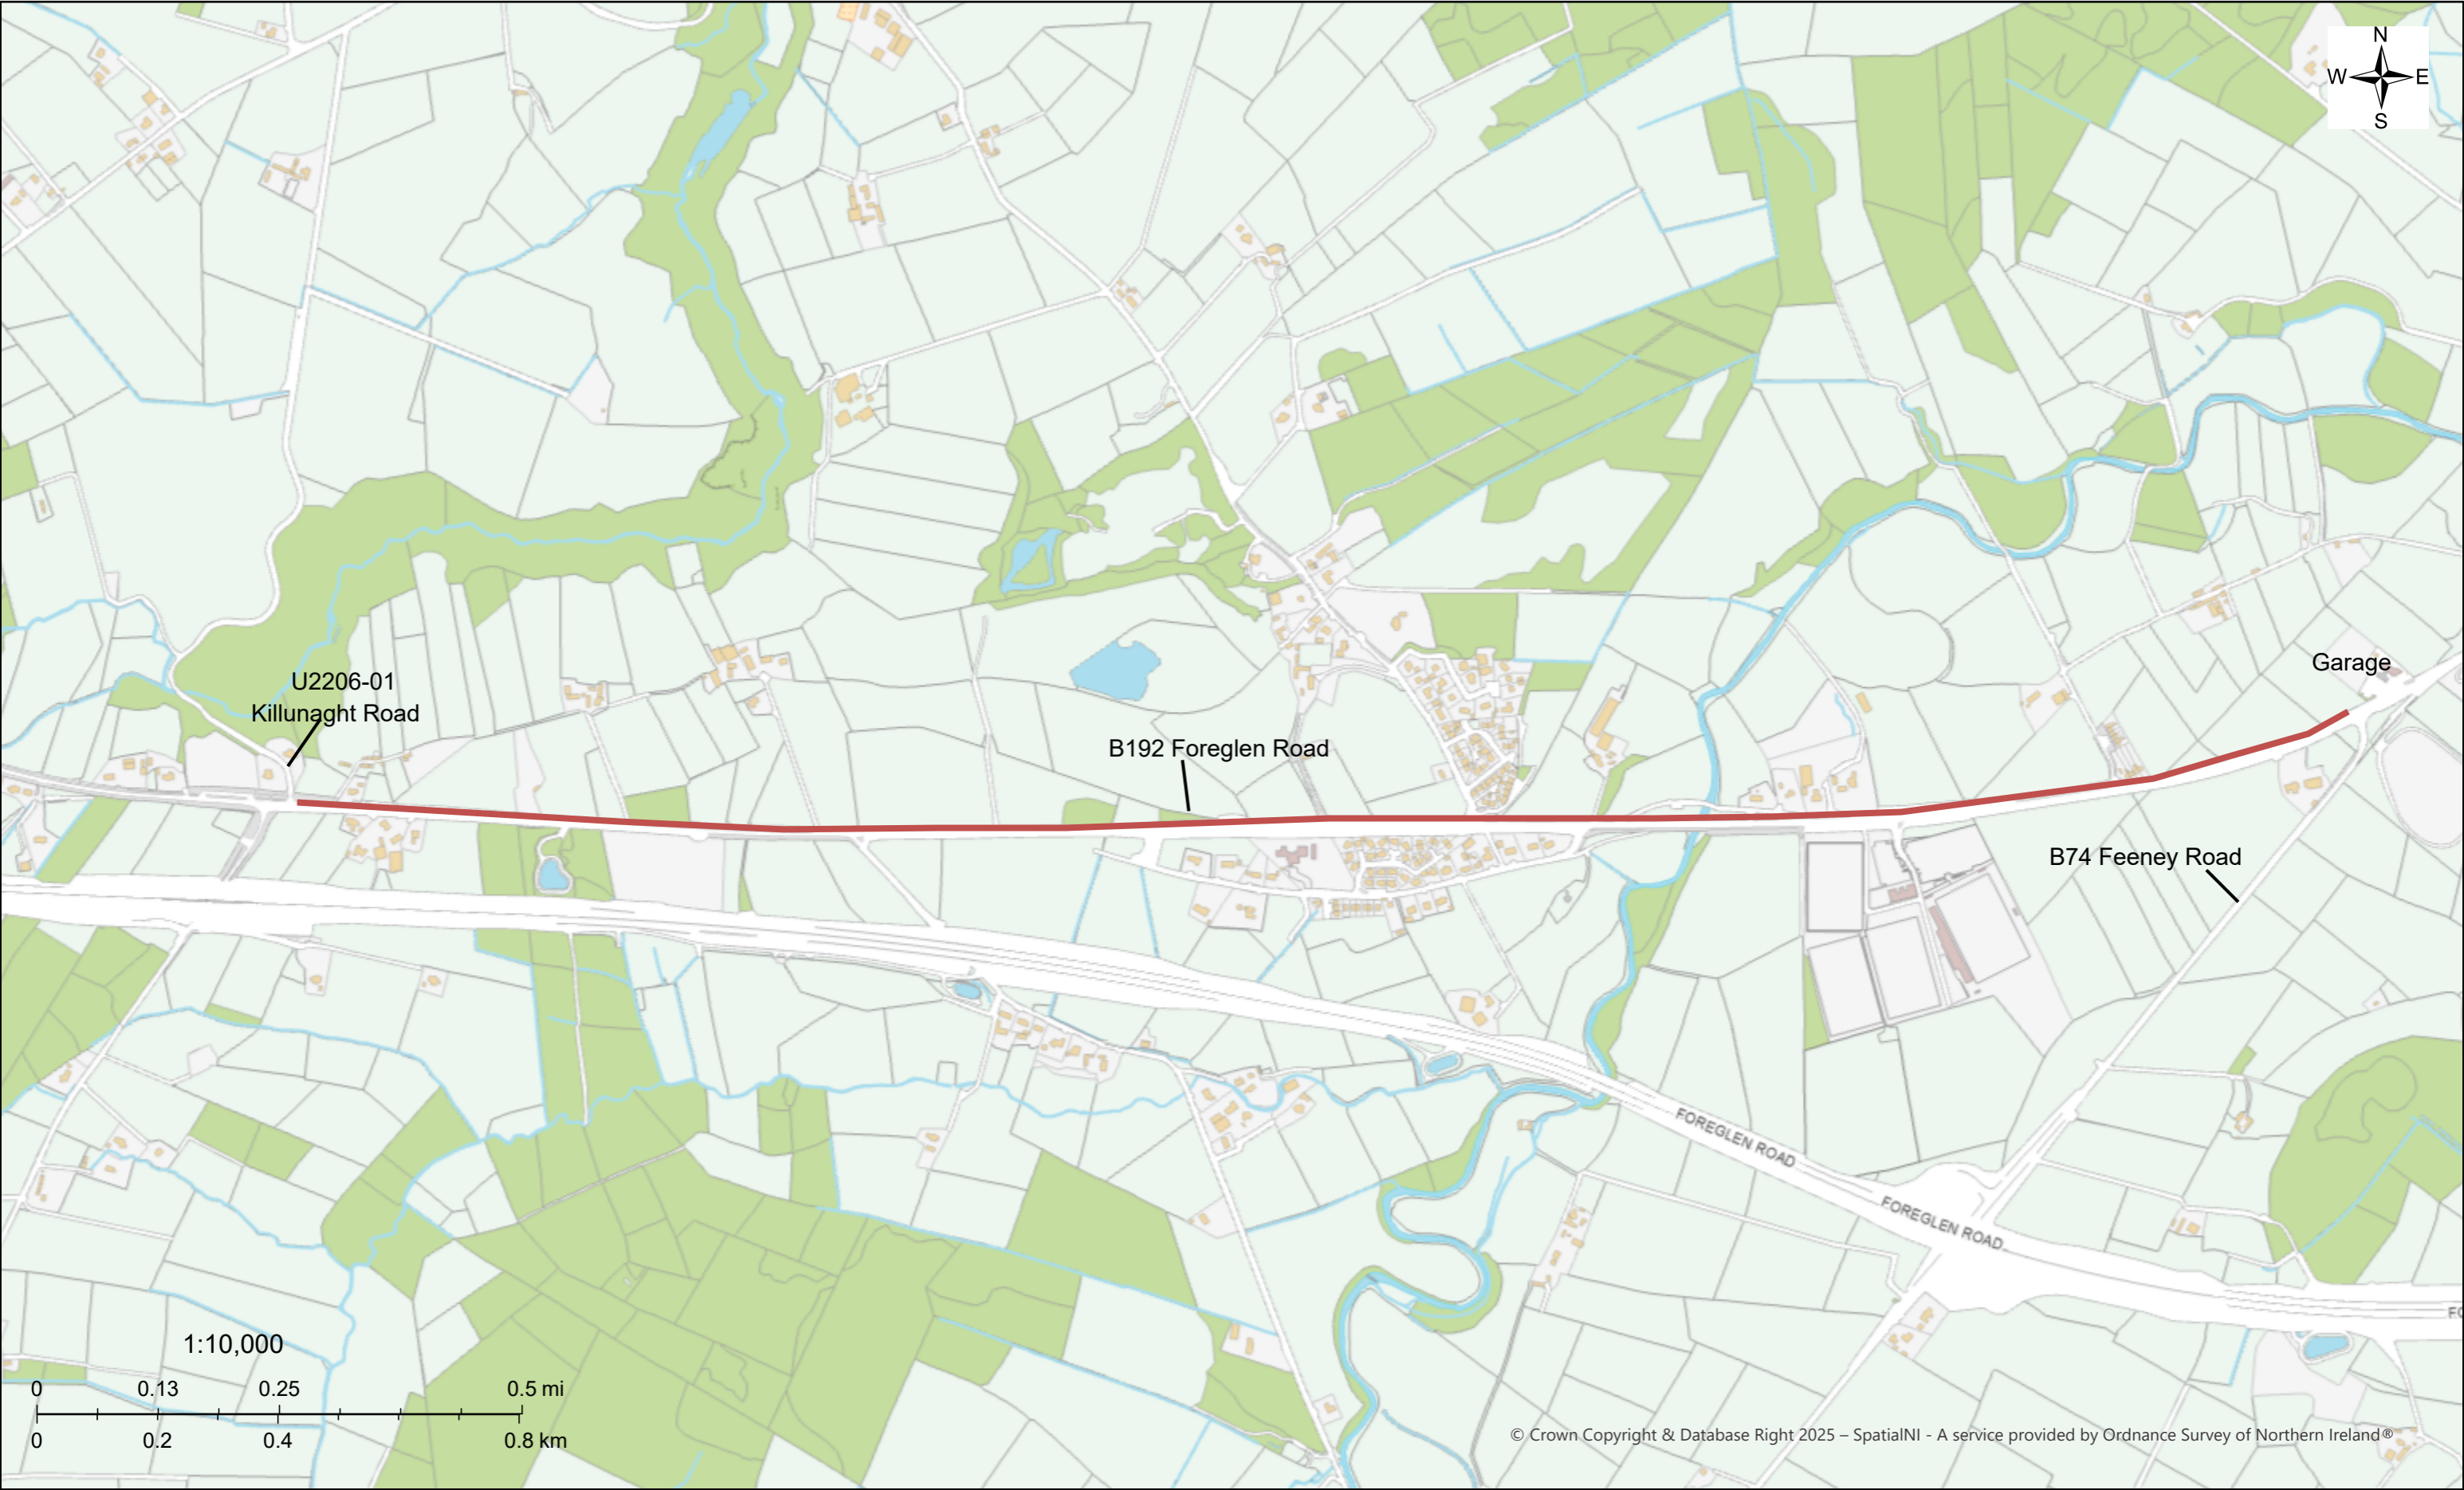 N
W E
S
U2206-01
Killunaght Road
B192 Foreglen Road
Garage
B74 Feeney Road
FOREGLEN ROAD
FOREGLEN ROAD
FO
1:10,000
0 0.13 0.25 0.5 mi
0 0.2 0.4 0.8 km
© Crown Copyright & Database Right 2025 – SpatialNI - A service provided by Ordnance Survey of Northern Ireland®